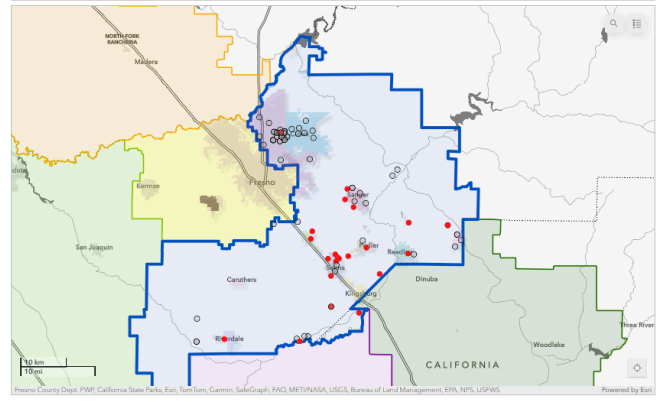 NORTH FORK
RANCHERIA
Madera
Fresno
Kerman
Sanger
San Joaquin
Reedley
Selma
Caruthers
Dinuba
Kingsburg
Three River
Riverdale
Woodlake
10 km
10 mi
CALIFORNIA
Fresno County Dept. PWP, California State Parks, Esri, TomTom, Garmin, SafeGraph, FAO, METI/NASA, USGS, Bureau of Land Management, EPA, NPS, USFWS
Powered by Esri